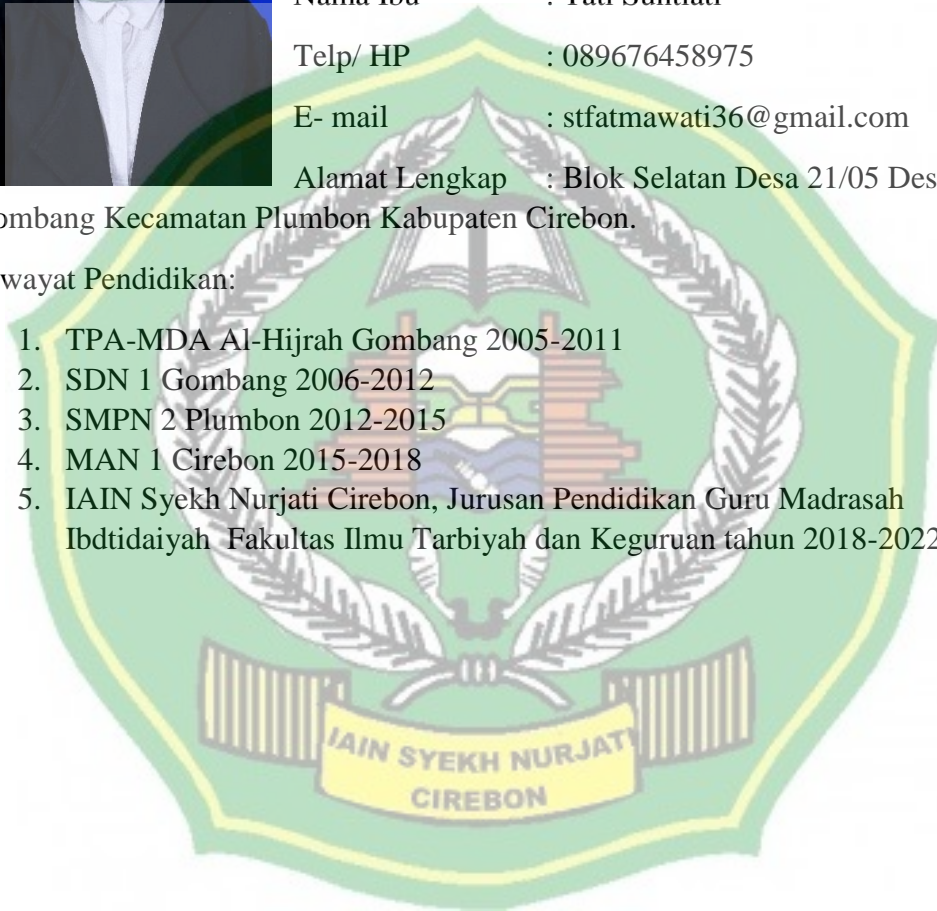 : Tati
Telp/ HP : 089676458975
E- mail : stfatmawati36@gmail.com
Alamat Lengkap : Blok Selatan Desa 21/05 Des
ombang Kecamatan Plumbon Kabupaten Cirebon.
wayat Pendidikan:
1. TPA-MDA Al-Hijrah Gombang 2005-2011
2. SDN 1 Gombang 2006-2012
3. SMPN 2 Plumbon 2012-2015
4. MAN 1 Cirebon 2015-2018
5. IAIN Syekh Nurjati Cirebon, Jurusan Pendidikan Guru Madrasah
Ibdtidaiyah Fakultas Ilmu Tarbiyah dan Keguruan tahun 2018-2022
IAIN SYEKH NURJATI
CIREBON